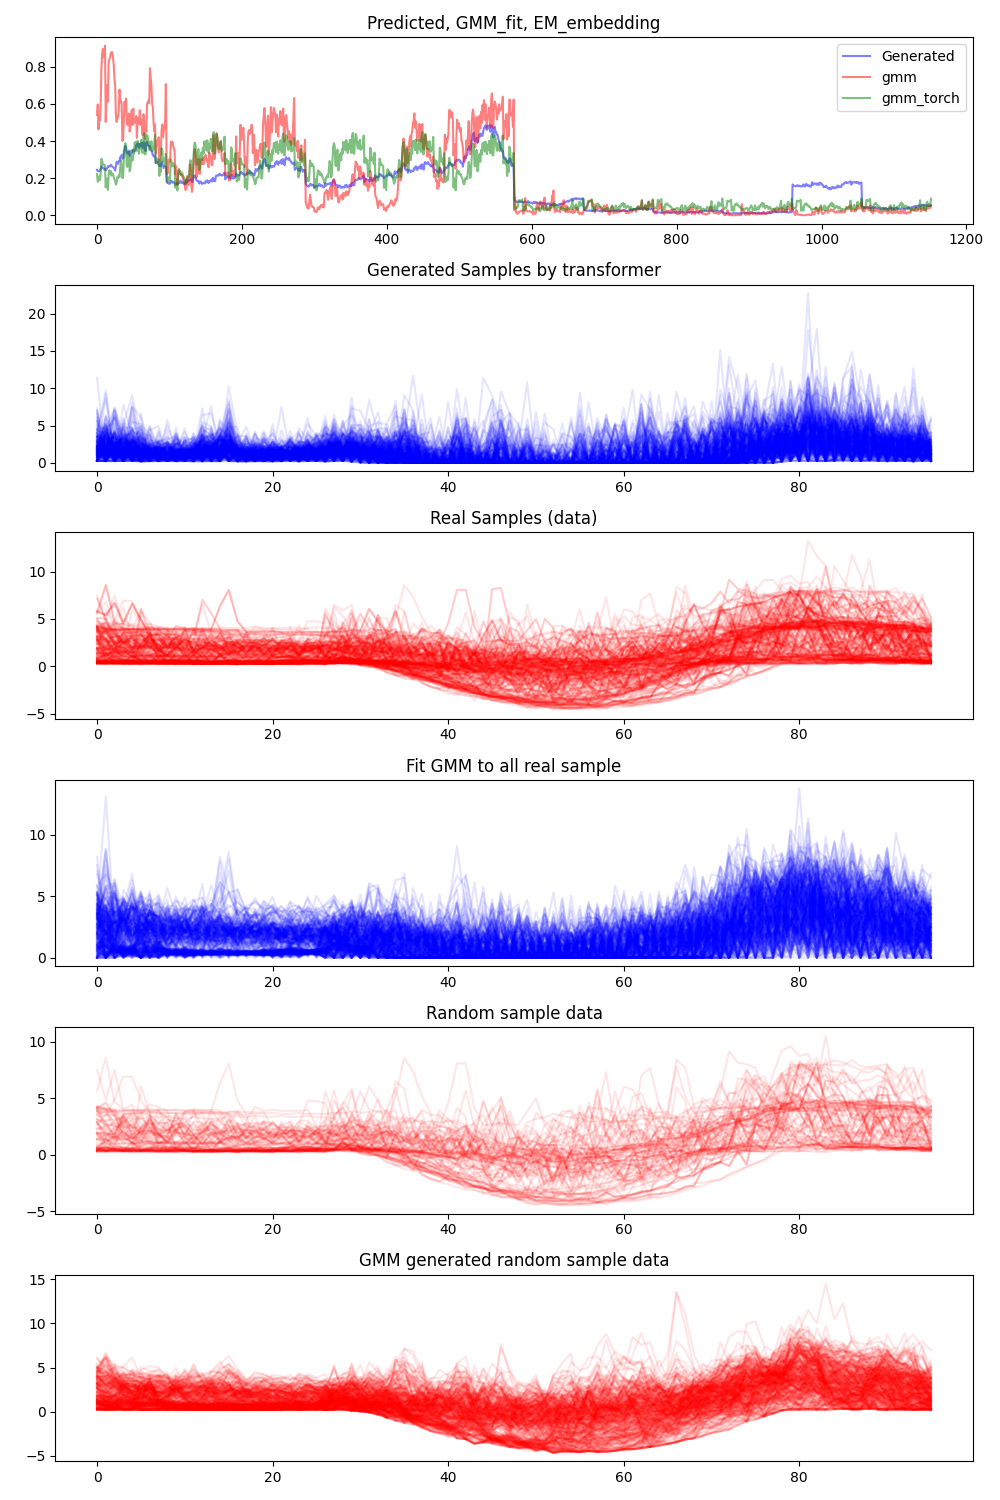 Predicted, GMM_fit, EM_embedding
0.8
0.6
0.4
0.2
0.0
Generated
gmm
gmm_torch
0 200 400 600 800 1000 1200
Generated Samples by transformer
20
15
10
5
0
0 20 40 60 80
Real Samples (data)
10
5
0
−5
0 20 40 60 80
Fit GMM to all real sample
10
5
0
0 20 40 60 80
Random sample data
10
5
0
−5
0 20 40 60 80
GMM generated random sample data
15
10
5
0
−5
0 20 40 60 80